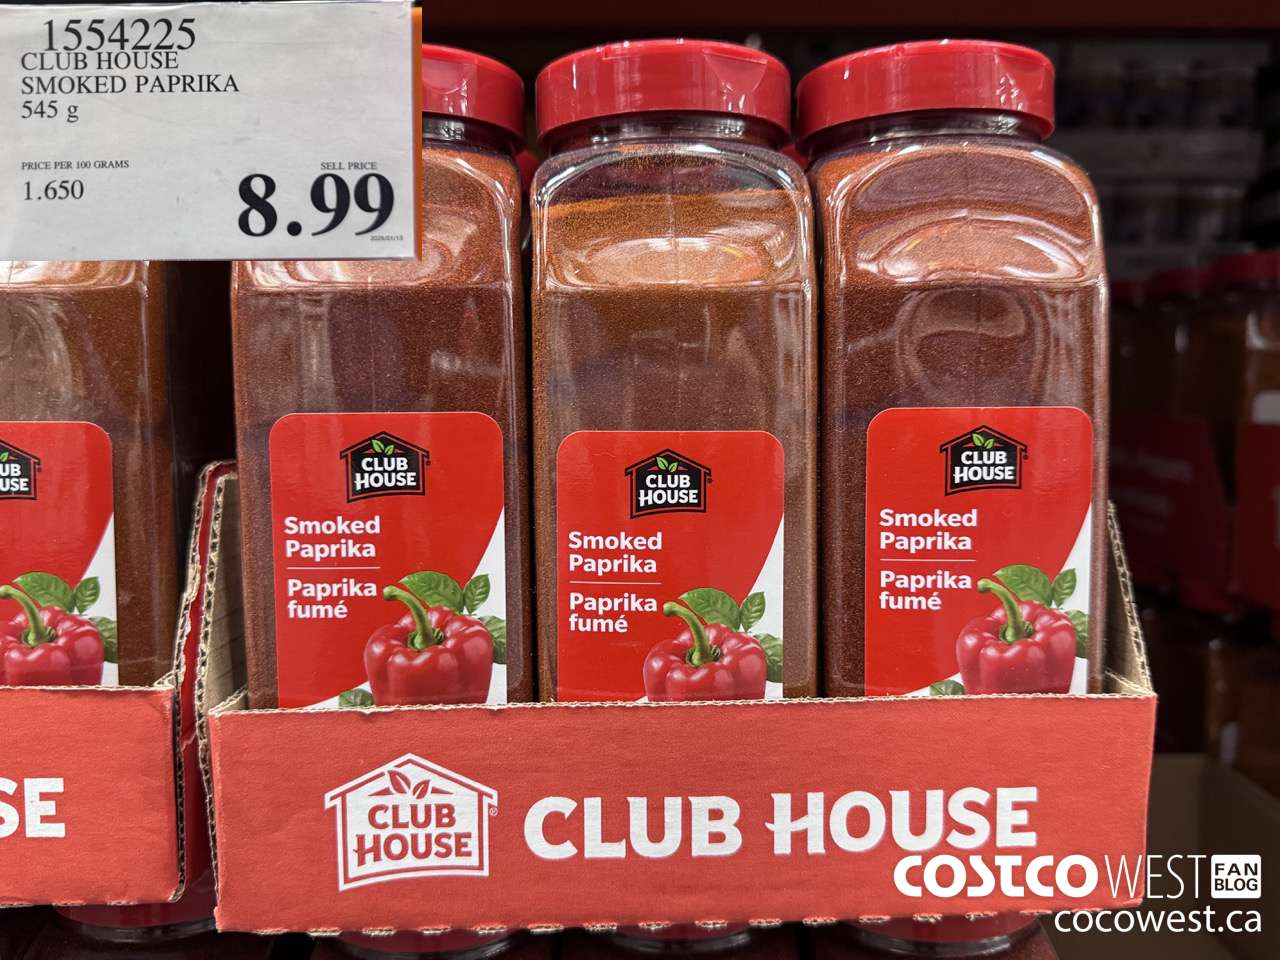 1554225
CLUB HOUSE
SMOKED PAPRIKA
545 g
PRICE PER 100 GRAMS
1.650
SELL PRICE
8.99
UB
USE
CLUB
HOUSE
Smoked
Paprika
Paprika
fumé
CLUB
HOUSE
Smoked
Paprika
Paprika
fumé
CLUB
HOUSE
Smoked
Paprika
Paprika
fumé
SE
CLUB
HOUSE®
CLUB HOUSE
COSTCO WEST FAN
BLOG
cocowest.ca